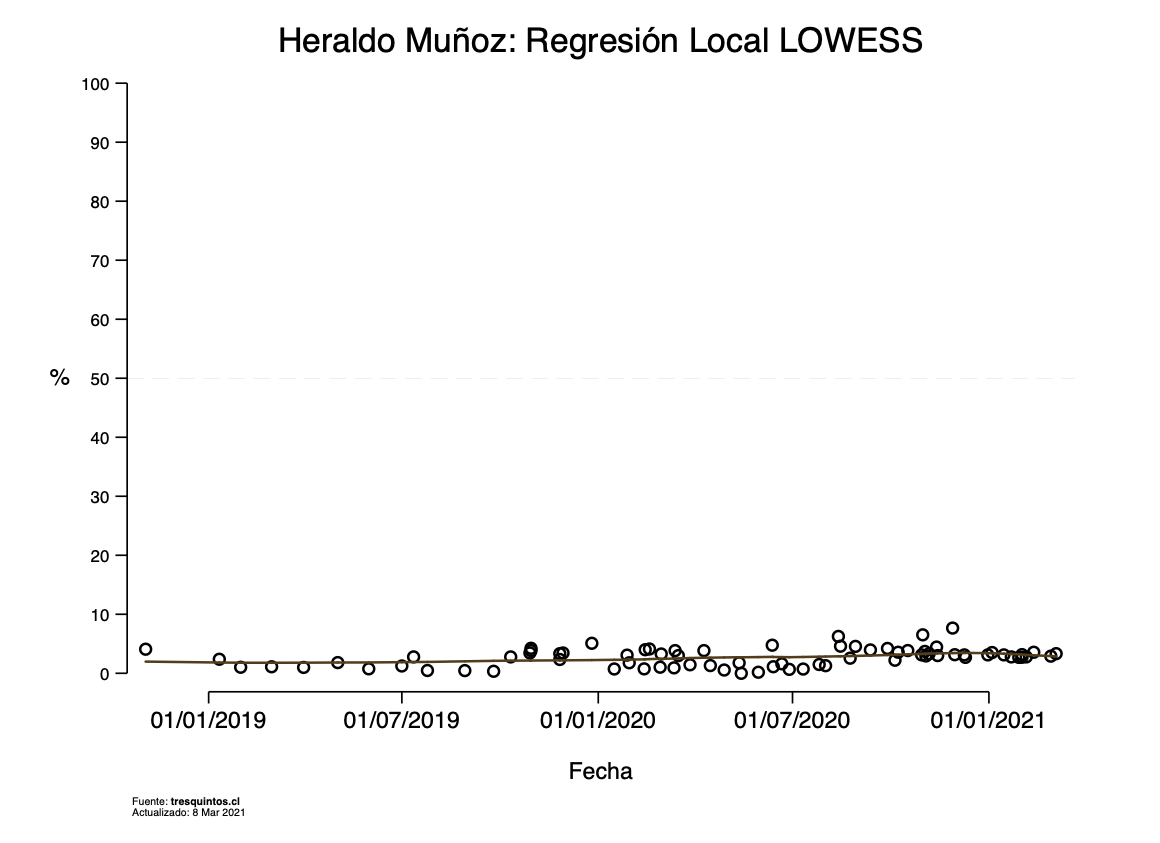 Heraldo Muñoz: Regresión Local LOWESS
100
90
80
70
60
% 50
40
30
20
10
0
01/01/2019 01/07/2019 01/01/2020 01/07/2020 01/01/2021
Fecha
Fuente: tresquintos.cl
Actualizado: 8 Mar 2021